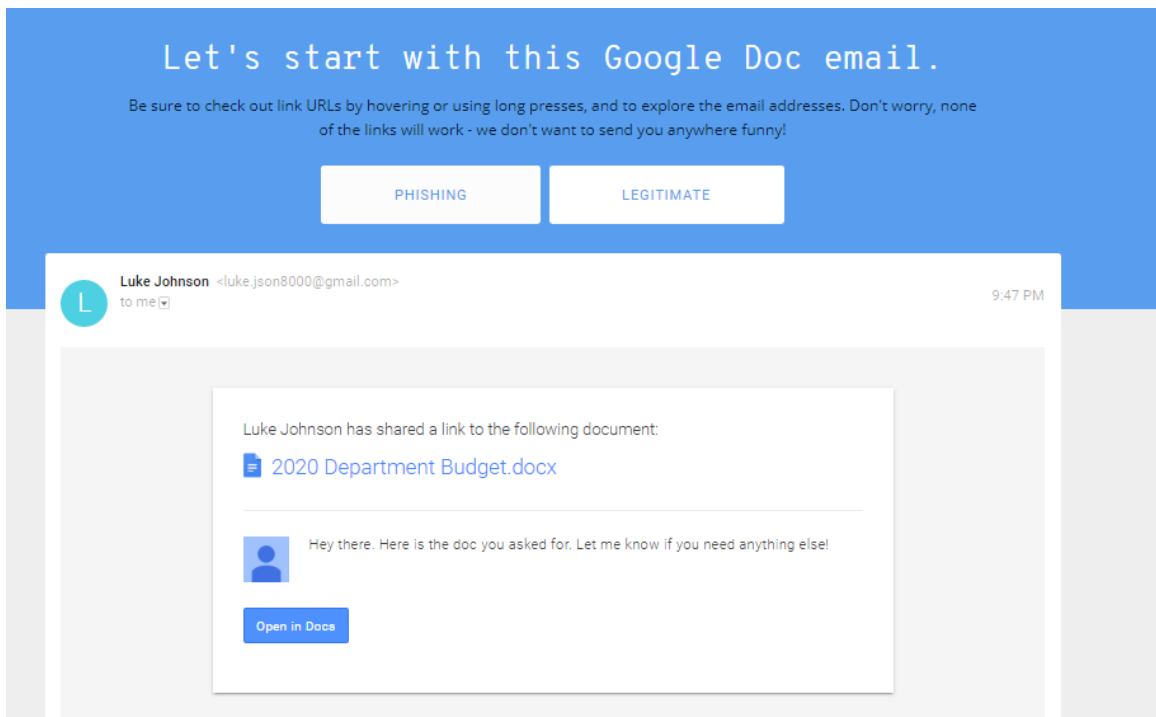 Let's start with this Google Doc email.
Be sure to check out link URLs by hovering or using long presses, and to explore the email addresses. Don't worry, none
of the links will work - we don't want to send you anywhere funny!
PHISHING
LEGITIMATE
L
Luke Johnson <luke.json8000@gmail.com>
to me
9:47 PM
Luke Johnson has shared a link to the following document:
2020 Department Budget.docx
Hey there. Here is the doc you asked for. Let me know if you need anything else!
Open in Docs